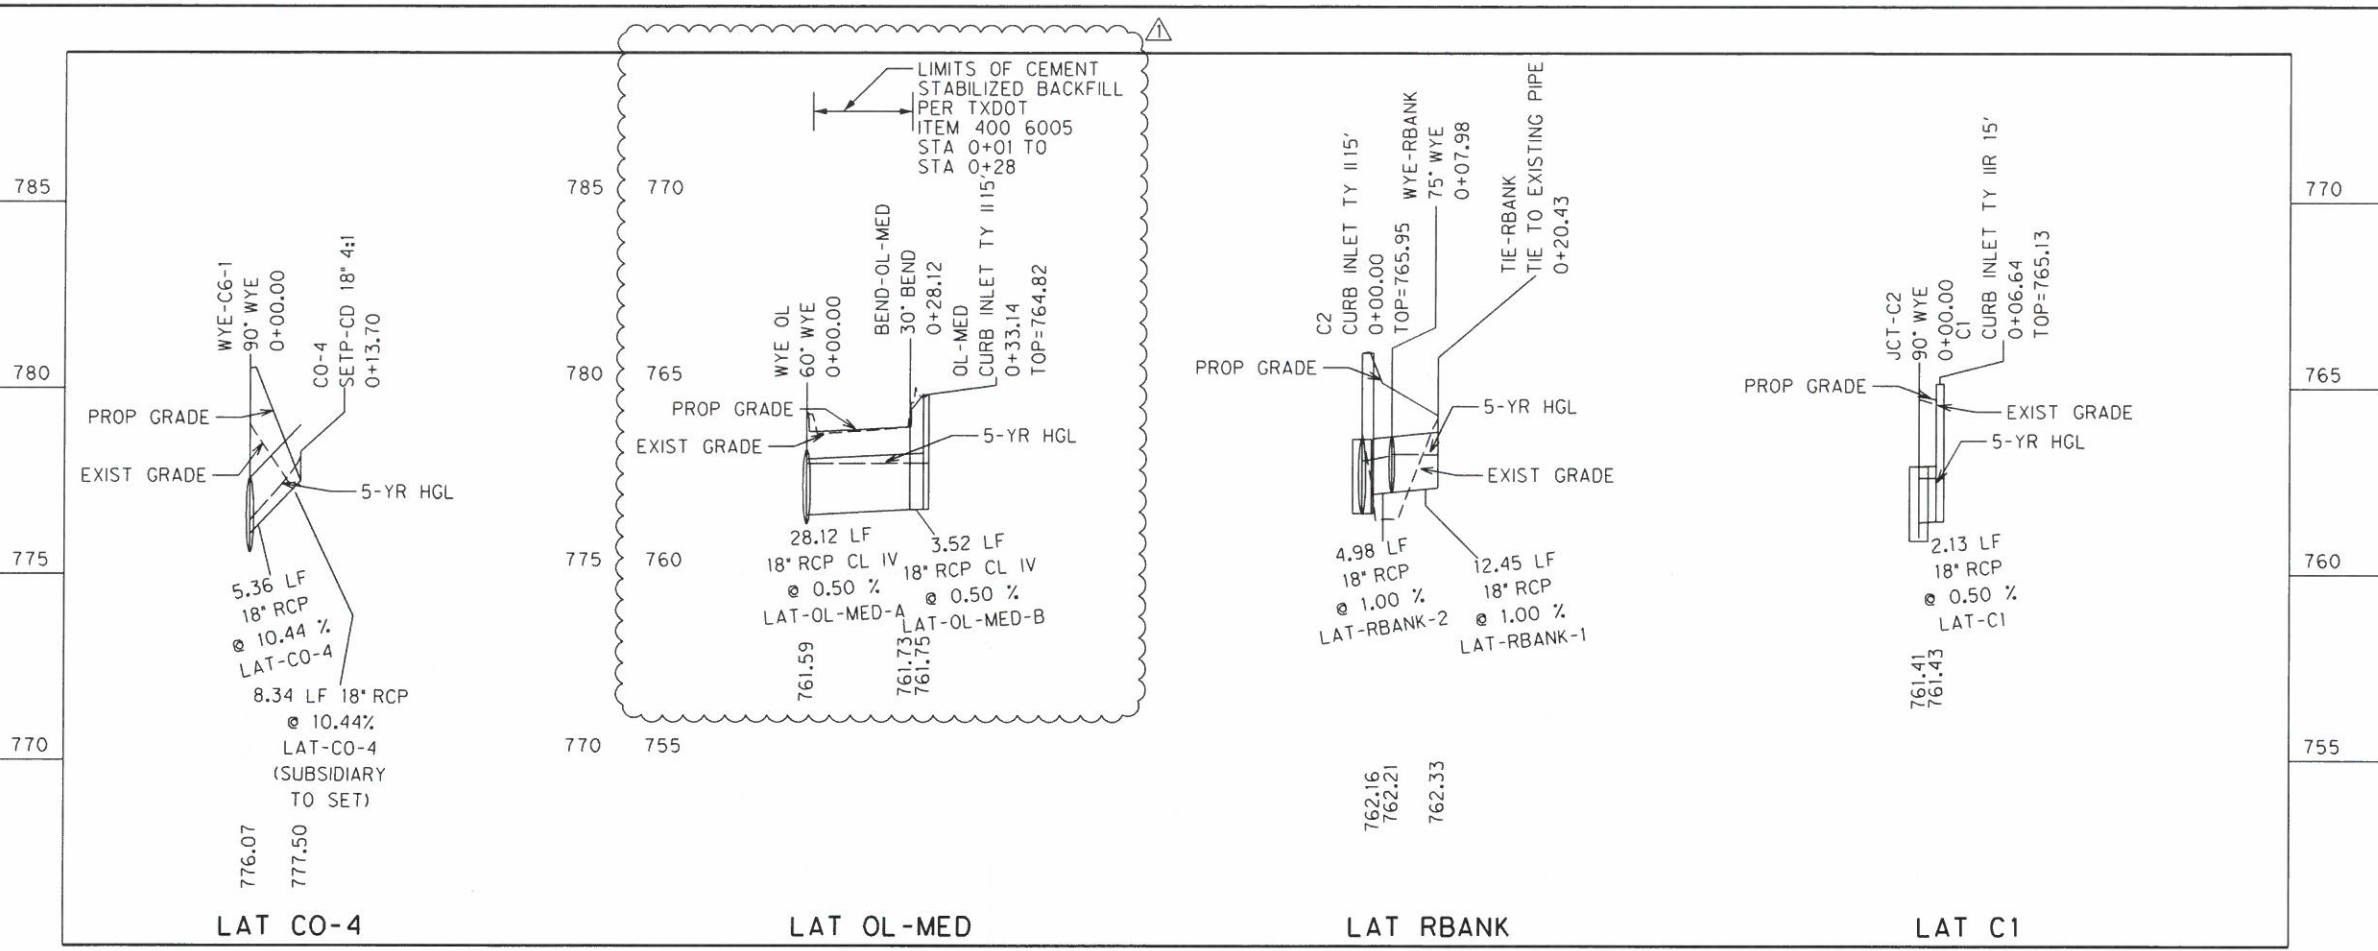 1
785
780
775
770
WYE-C6-1
90° WYE
0+00.00
CO-4
SETP-CD 18" 4:1
0+13.70
PROP GRADE
EXIST GRADE
5-YR HGL
5.36 LF
18" RCP
@ 10.44 %
LAT-CO-4
8.34 LF 18" RCP
@ 10.44%
LAT-CO-4
(SUBSIDIARY
TO SET)
776.07
777.50
LAT CO-4
785
780
775
770
770
765
760
755
LIMITS OF CEMENT
STABILIZED BACKFILL
PER TXDOT
ITEM 400 6005
STA 0+01 TO
STA 0+28
WYE OL
60° WYE
0+00.00
BEND-OL-MED
30° BEND
0+28.12
OL-MED
CURB INLET TY II 15'
0+33.14
TOP=764.82
PROP GRADE
EXIST GRADE
5-YR HGL
28.12 LF
18" RCP CL IV
@ 0.50 %
LAT-OL-MED-A
3.52 LF
18" RCP CL IV
@ 0.50 %
LAT-OL-MED-B
761.59
761.73
761.75
LAT OL-MED
C2
CURB INLET TY II 15'
0+00.00
TOP=765.95
WYE-RBANK
75° WYE
0+07.98
TIE-RBANK
TIE TO EXISTING PIPE
0+20.43
PROP GRADE
5-YR HGL
EXIST GRADE
4.98 LF
18" RCP
@ 1.00 %
LAT-RBANK-2
12.45 LF
18" RCP
@ 1.00 %
LAT-RBANK-1
762.16
762.21
762.33
LAT RBANK
JCT-C2
90° WYE
0+00.00
C1
CURB INLET TY IIR 15'
0+06.64
TOP=765.13
PROP GRADE
EXIST GRADE
5-YR HGL
2.13 LF
18" RCP
@ 0.50 %
LAT-C1
761.41
761.43
LAT C1
770
765
760
755